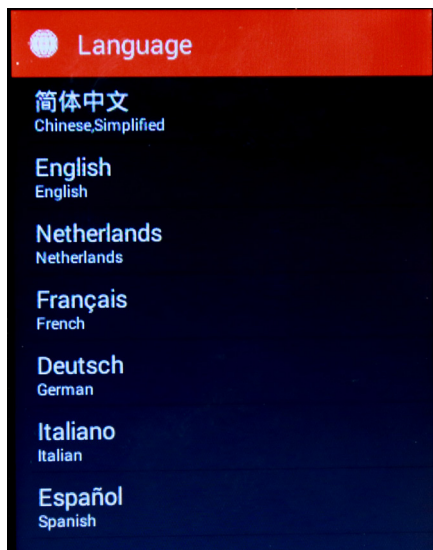 Language
简体中文
Chinese,Simplified
English
English
Netherlands
Netherlands
Français
French
Deutsch
German
Italiano
Italian
Español
Spanish